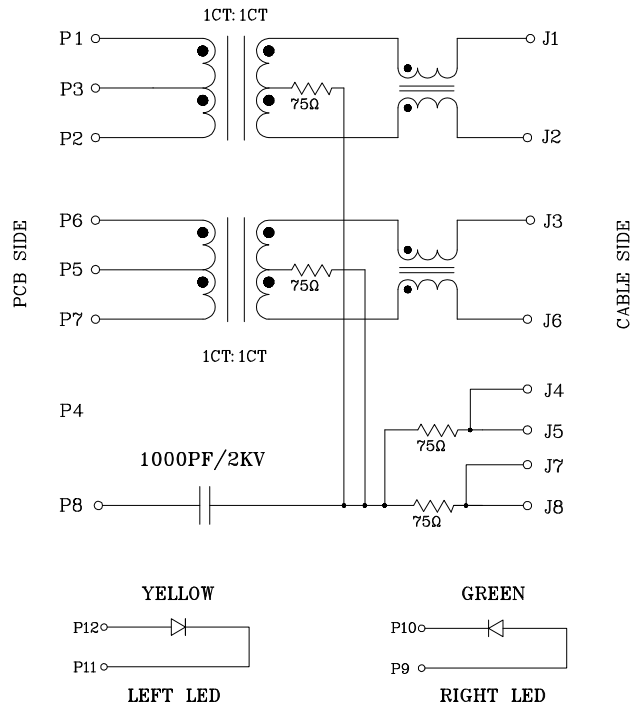 1CT:1CT
P1
J1
P3
75Ω
P2
J2
PCB SIDE
CABLE SIDE
P6
J3
P5
75Ω
P7
J6
1CT:1CT
J4
P4
J5
75Ω
1000PF/2KV
J7
P8
J8
75Ω
YELLOW
GREEN
P12
P10
P11
P9
LEFT LED
RIGHT LED